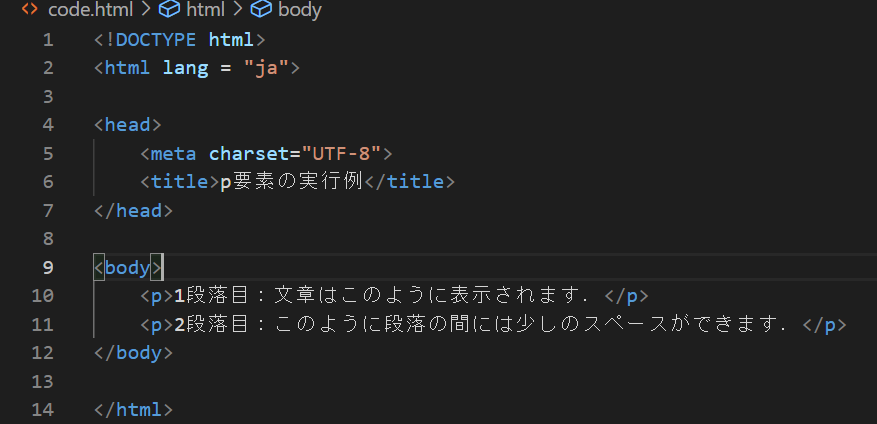 code.html > html > body
1 <!DOCTYPE html>
2 <html lang = "ja">
3
4 <head>
5     <meta charset="UTF-8">
6     <title>p要素の実行例</title>
7 </head>
8
9 <body>
10     <p>1段落目：文章はこのように表示されます．</p>
11     <p>2段落目：このように段落の間には少しのスペースができます．</p>
12 </body>
13
14 </html>